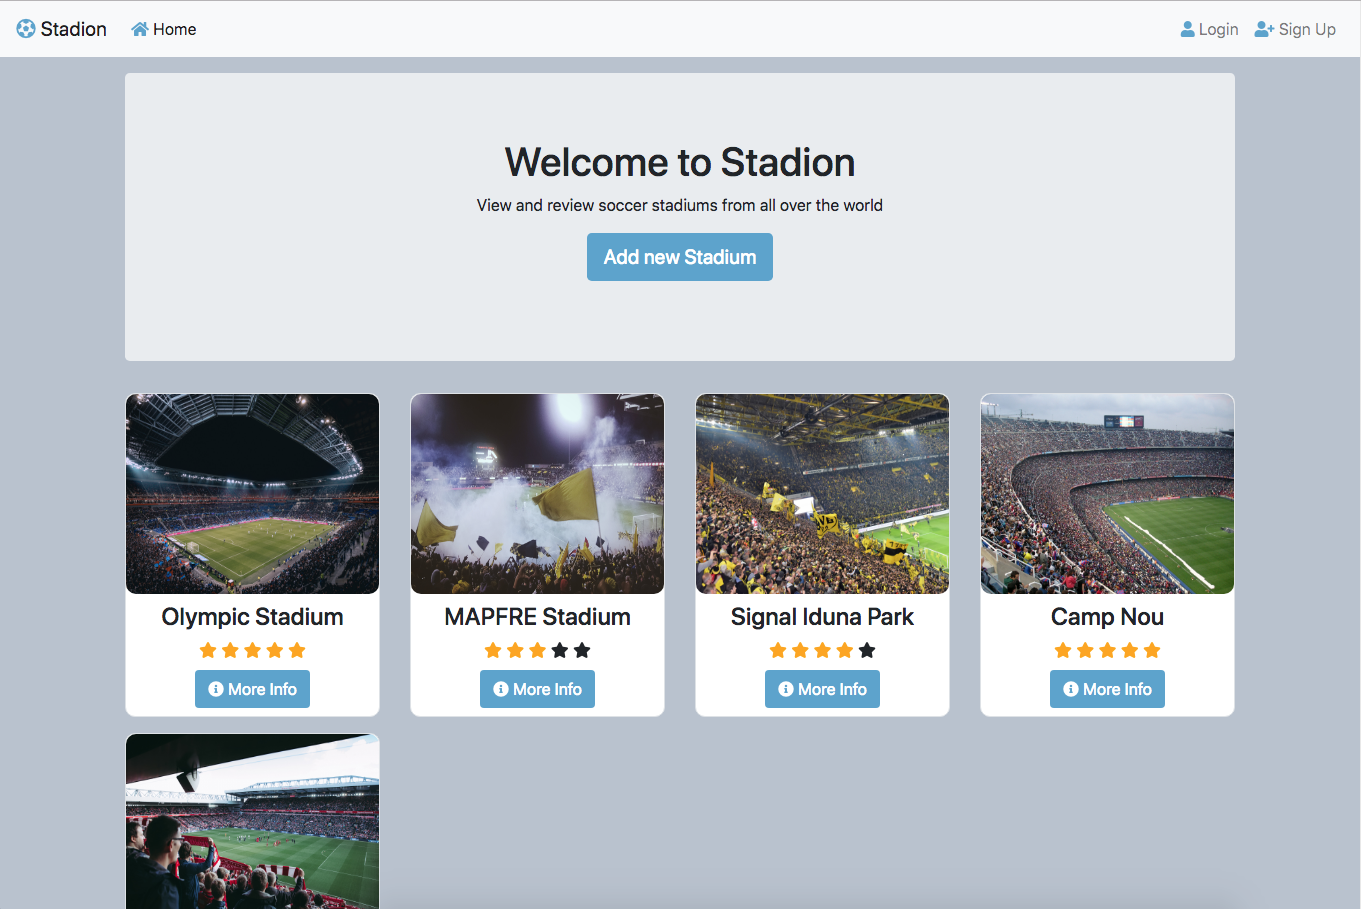 Stadion Home Login Sign Up
Welcome to Stadion
View and review soccer stadiums from all over the world
Add new Stadium
Olympic Stadium
More Info
MAPFRE Stadium
More Info
Signal Iduna Park
More Info
Camp Nou
More Info